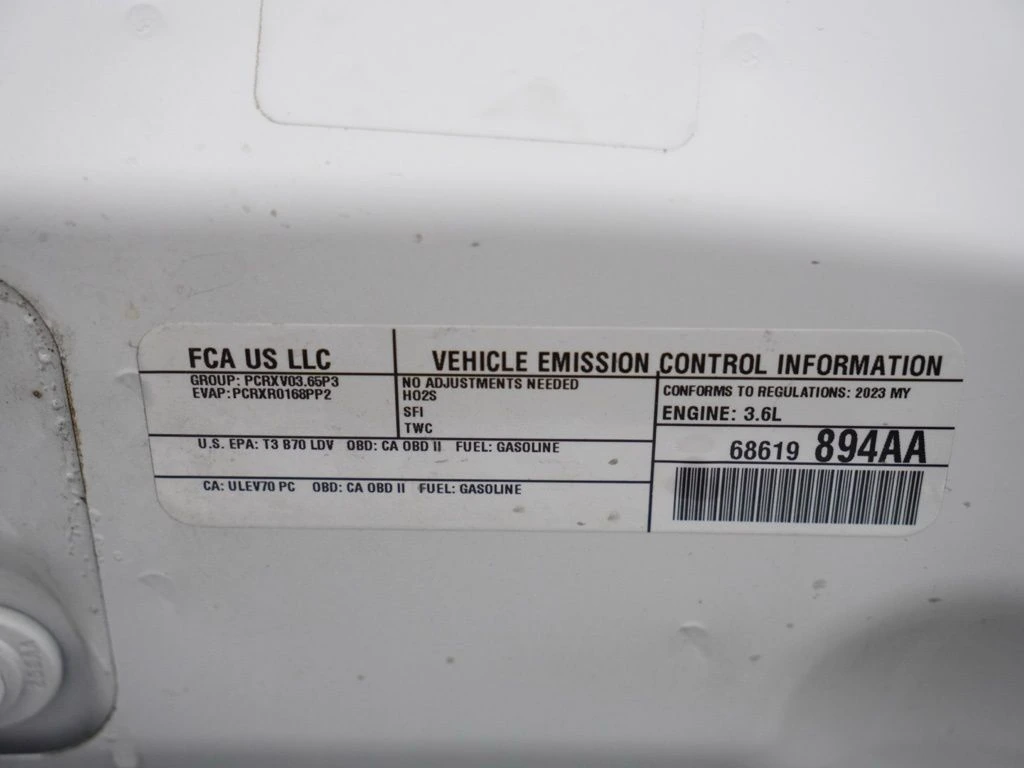 FCA US LLC
VEHICLE EMISSION CONTROL INFORMATION
GROUP: PCRXV03.65P3
EVAP: PCRXR0168PP2
NO ADJUSTMENTS NEEDED
HO2S
SFI
TWC
CONFORMS TO REGULATIONS: 2023 MY
ENGINE: 3.6L
U.S. EPA: T3 B70 LDV OBD: CA OBD II FUEL: GASOLINE
CA: ULEV70 PC OBD: CA OBD II FUEL: GASOLINE
68619 894AA